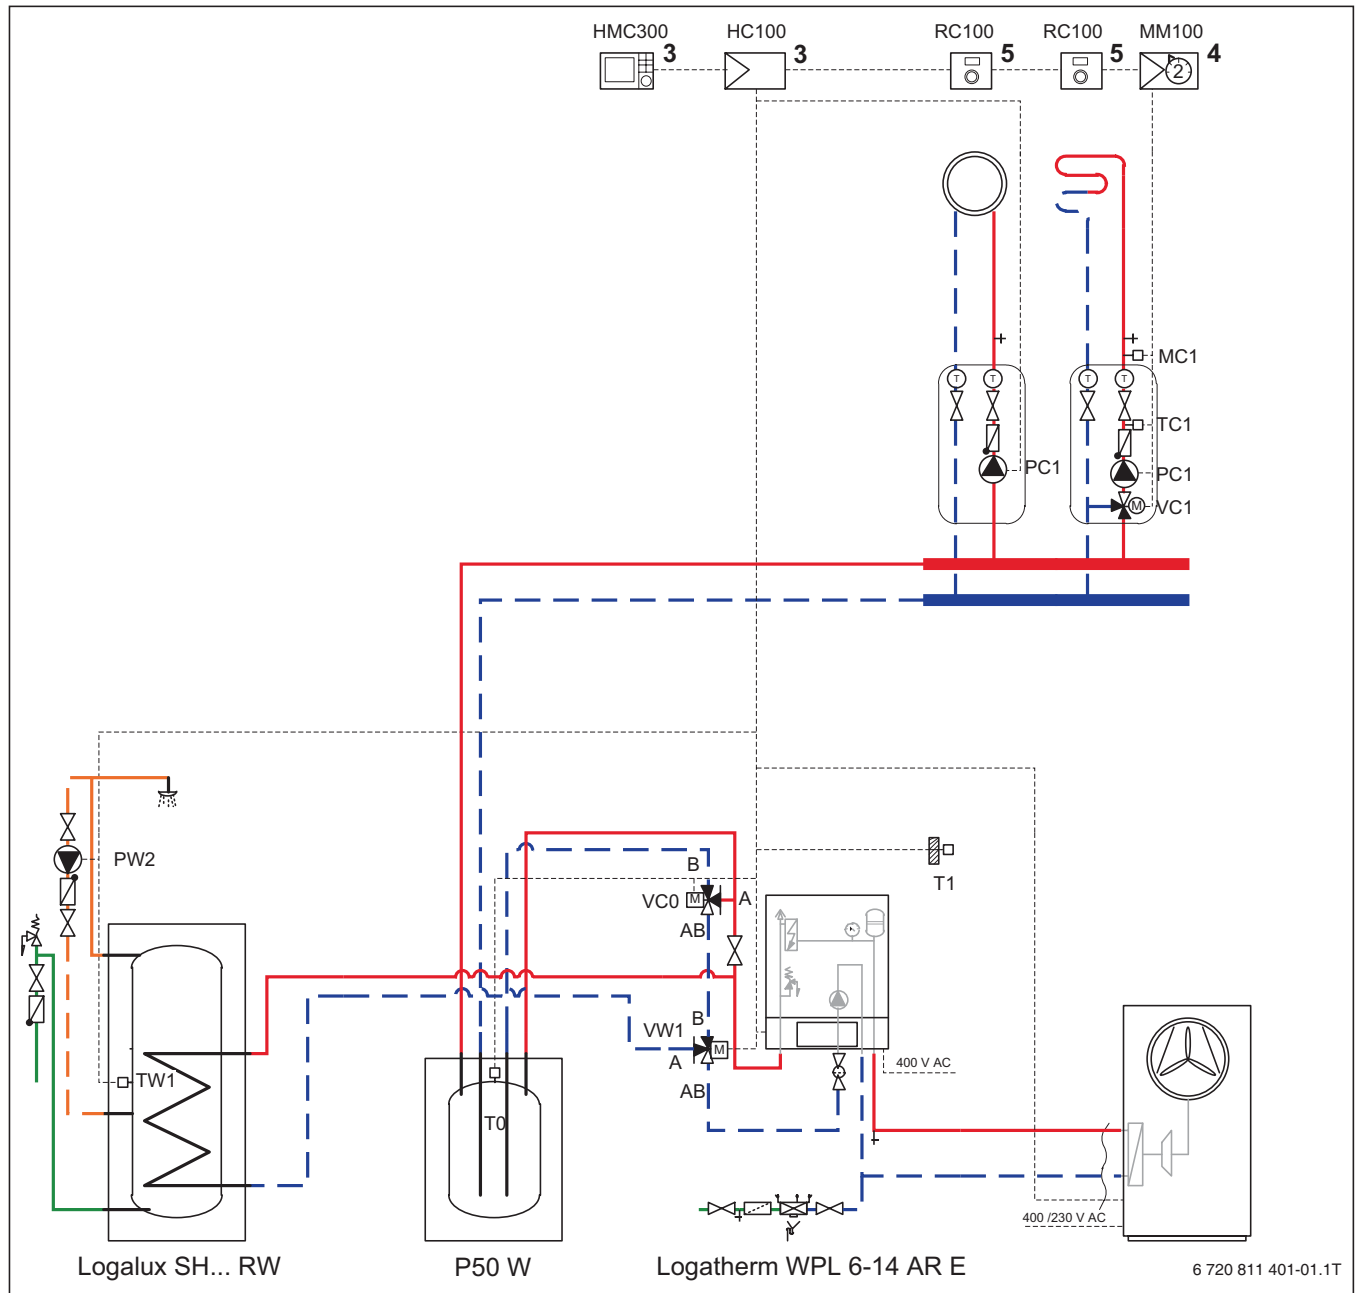 HMC300 HC100 RC100 RC100 MM100
3 3 5 5 4
2
MC1
T T T T
TC1
PC1 PC1
M VC1
PW2
B
T1
VC0 M A
AB
B
VW1 M
A
400 V AC
TW1
AB
T0
400 /230 V AC
Logalux SH... RW P50 W Logatherm WPL 6-14 AR E 6 720 811 401-01.1T